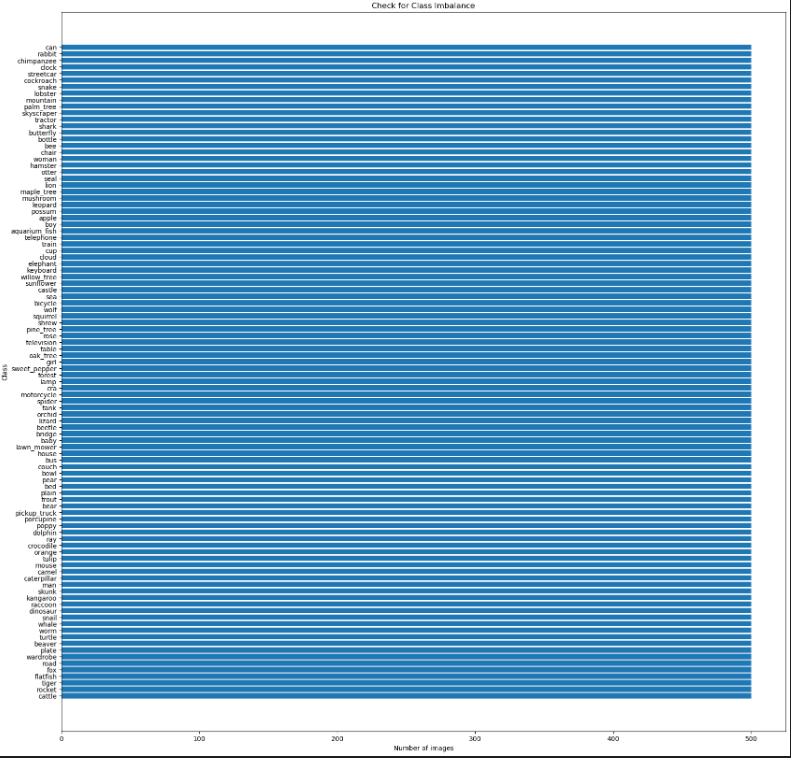 Check for Class Imbalance
can
rabbit
chimpanzee
clock
streetcar
cockroach
snake
lobster
mountain
palm_tree
skyscraper
tractor
shark
butterfly
bottle
bee
chair
woman
hamster
otter
seal
lion
maple_tree
mushroom
leopard
possum
apple
boy
aquarium_fish
telephone
train
cup
cloud
elephant
keyboard
willow_tree
sunflower
castle
sea
bicycle
wolf
squirrel
shrew
pine_tree
rose
television
table
oak_tree
girl
sweet_pepper
forest
lamp
cra
motorcycle
spider
tank
orchid
lizard
beetle
bridge
baby
lawn_mower
house
bus
couch
bowl
pear
bed
plain
trout
bear
pickup_truck
porcupine
poppy
dolphin
ray
crocodile
orange
tulip
mouse
camel
caterpillar
man
skunk
kangaroo
raccoon
dinosaur
snail
whale
worm
turtle
beaver
plate
wardrobe
road
fox
flatfish
tiger
rocket
cattle
Class
0 100 200 300 400 500
Number of images